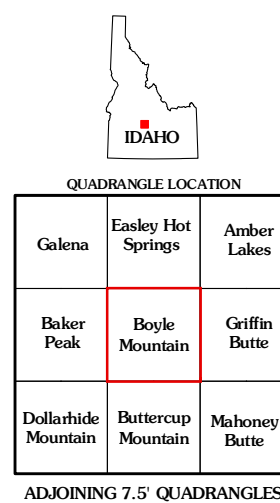 IDAHO
QUADRANGLE LOCATION
Galena
Easley Hot
Springs
Amber
Lakes
Baker
Peak
Boyle
Mountain
Griffin
Butte
Dollarhide
Mountain
Buttercup
Mountain
Mahoney
Butte
ADJOINING 7.5' QUADRANGLES